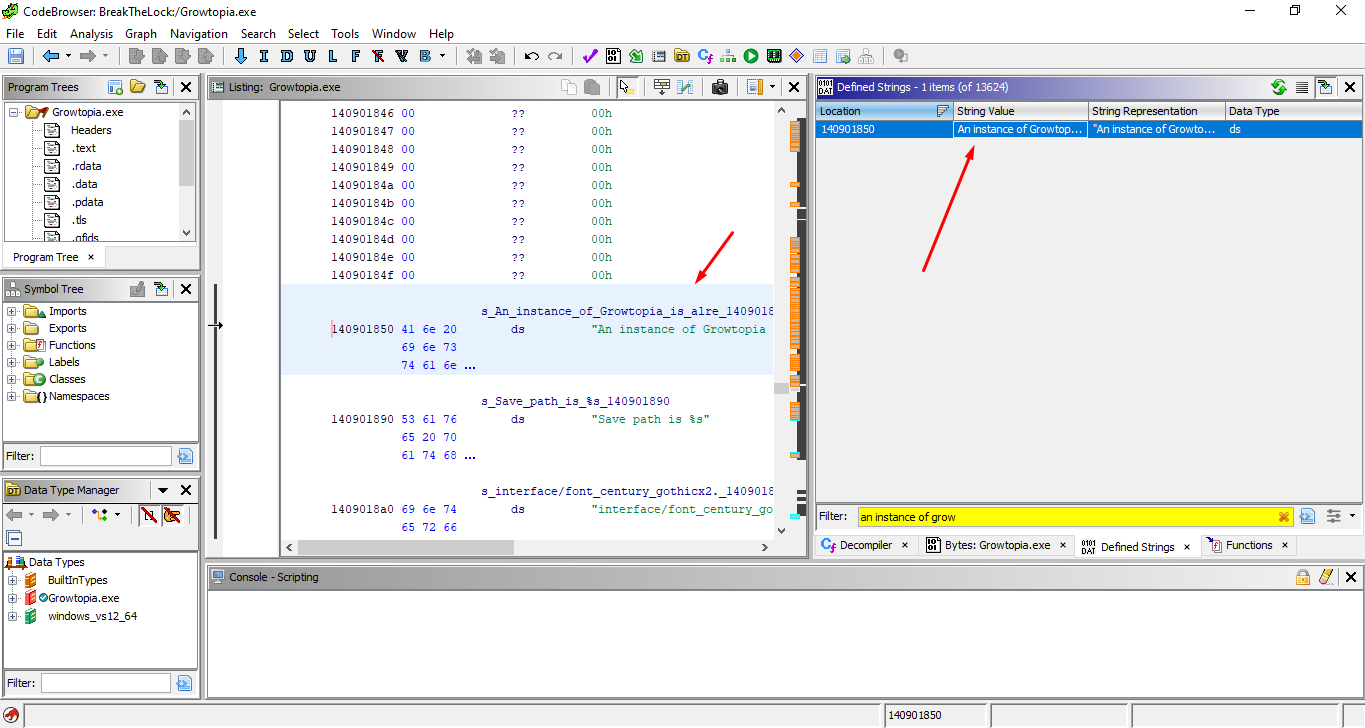 CodeBrowser: BreakTheLock:/Growtopia.exe
File Edit Analysis Graph Navigation Search Select Tools Window Help
I D U L F B
Program Trees
Growtopia.exe
Headers
.text
.rdata
.data
.pdata
.tls
.gfids
Program Tree
Symbol Tree
Imports
Exports
Functions
Labels
Classes
Namespaces
Filter:
Data Type Manager
Data Types
BuiltInTypes
Growtopia.exe
windows_vs12_64
Filter:
Listing: Growtopia.exe
140901846 00 ?? 00h
140901847 00 ?? 00h
140901848 00 ?? 00h
140901849 00 ?? 00h
14090184a 00 ?? 00h
14090184b 00 ?? 00h
14090184c 00 ?? 00h
14090184d 00 ?? 00h
14090184e 00 ?? 00h
14090184f 00 ?? 00h
s_An_instance_of_Growtopia_is_alre_1409018
140901850 41 6e 20 ds "An instance of Growtopia
69 6e 73
74 61 6e ...
s_Save_path_is_%s_140901890
140901890 53 61 76 ds "Save path is %s"
65 20 70
61 74 68 ...
s_interface/font_century_gothicx2._1409018
1409018a0 69 6e 74 ds "interface/font_century_go
65 72 66
Defined Strings - 1 items (of 13624)
Location String Value String Representation Data Type
140901850 An instance of Growtop... "An instance of Growto... ds
Filter: an instance of grow
Decompiler Bytes: Growtopia.exe Defined Strings Functions
Console - Scripting
140901850